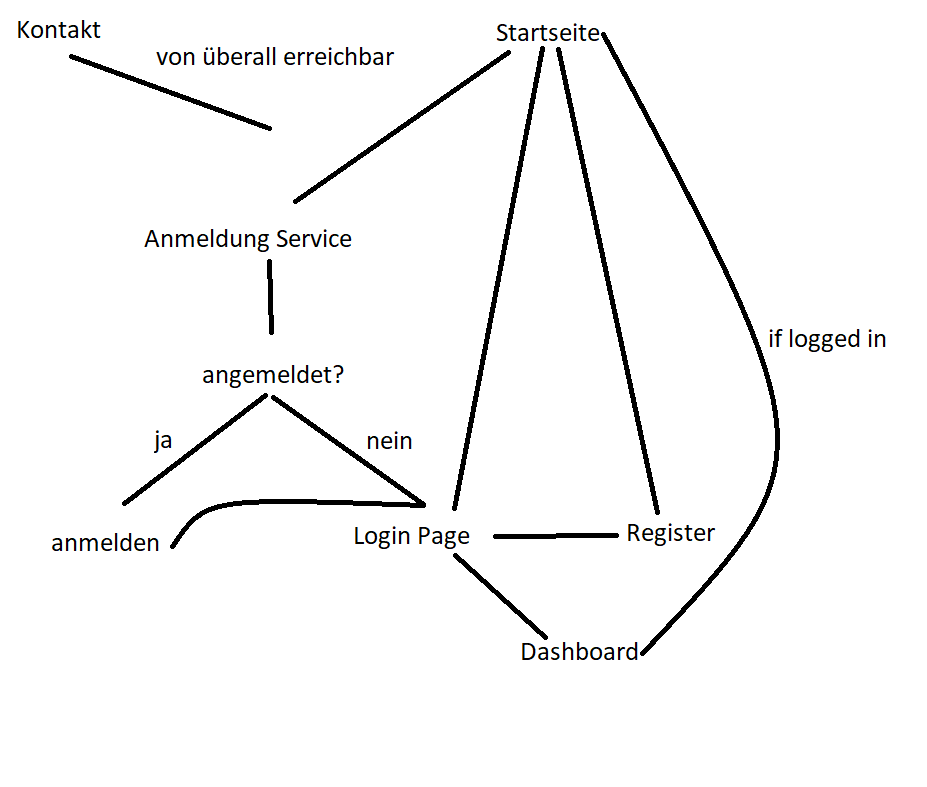 Kontakt
Startseite
von überall erreichbar
Anmeldung Service
if logged in
angemeldet?
ja
nein
anmelden
Login Page
Register
Dashboard